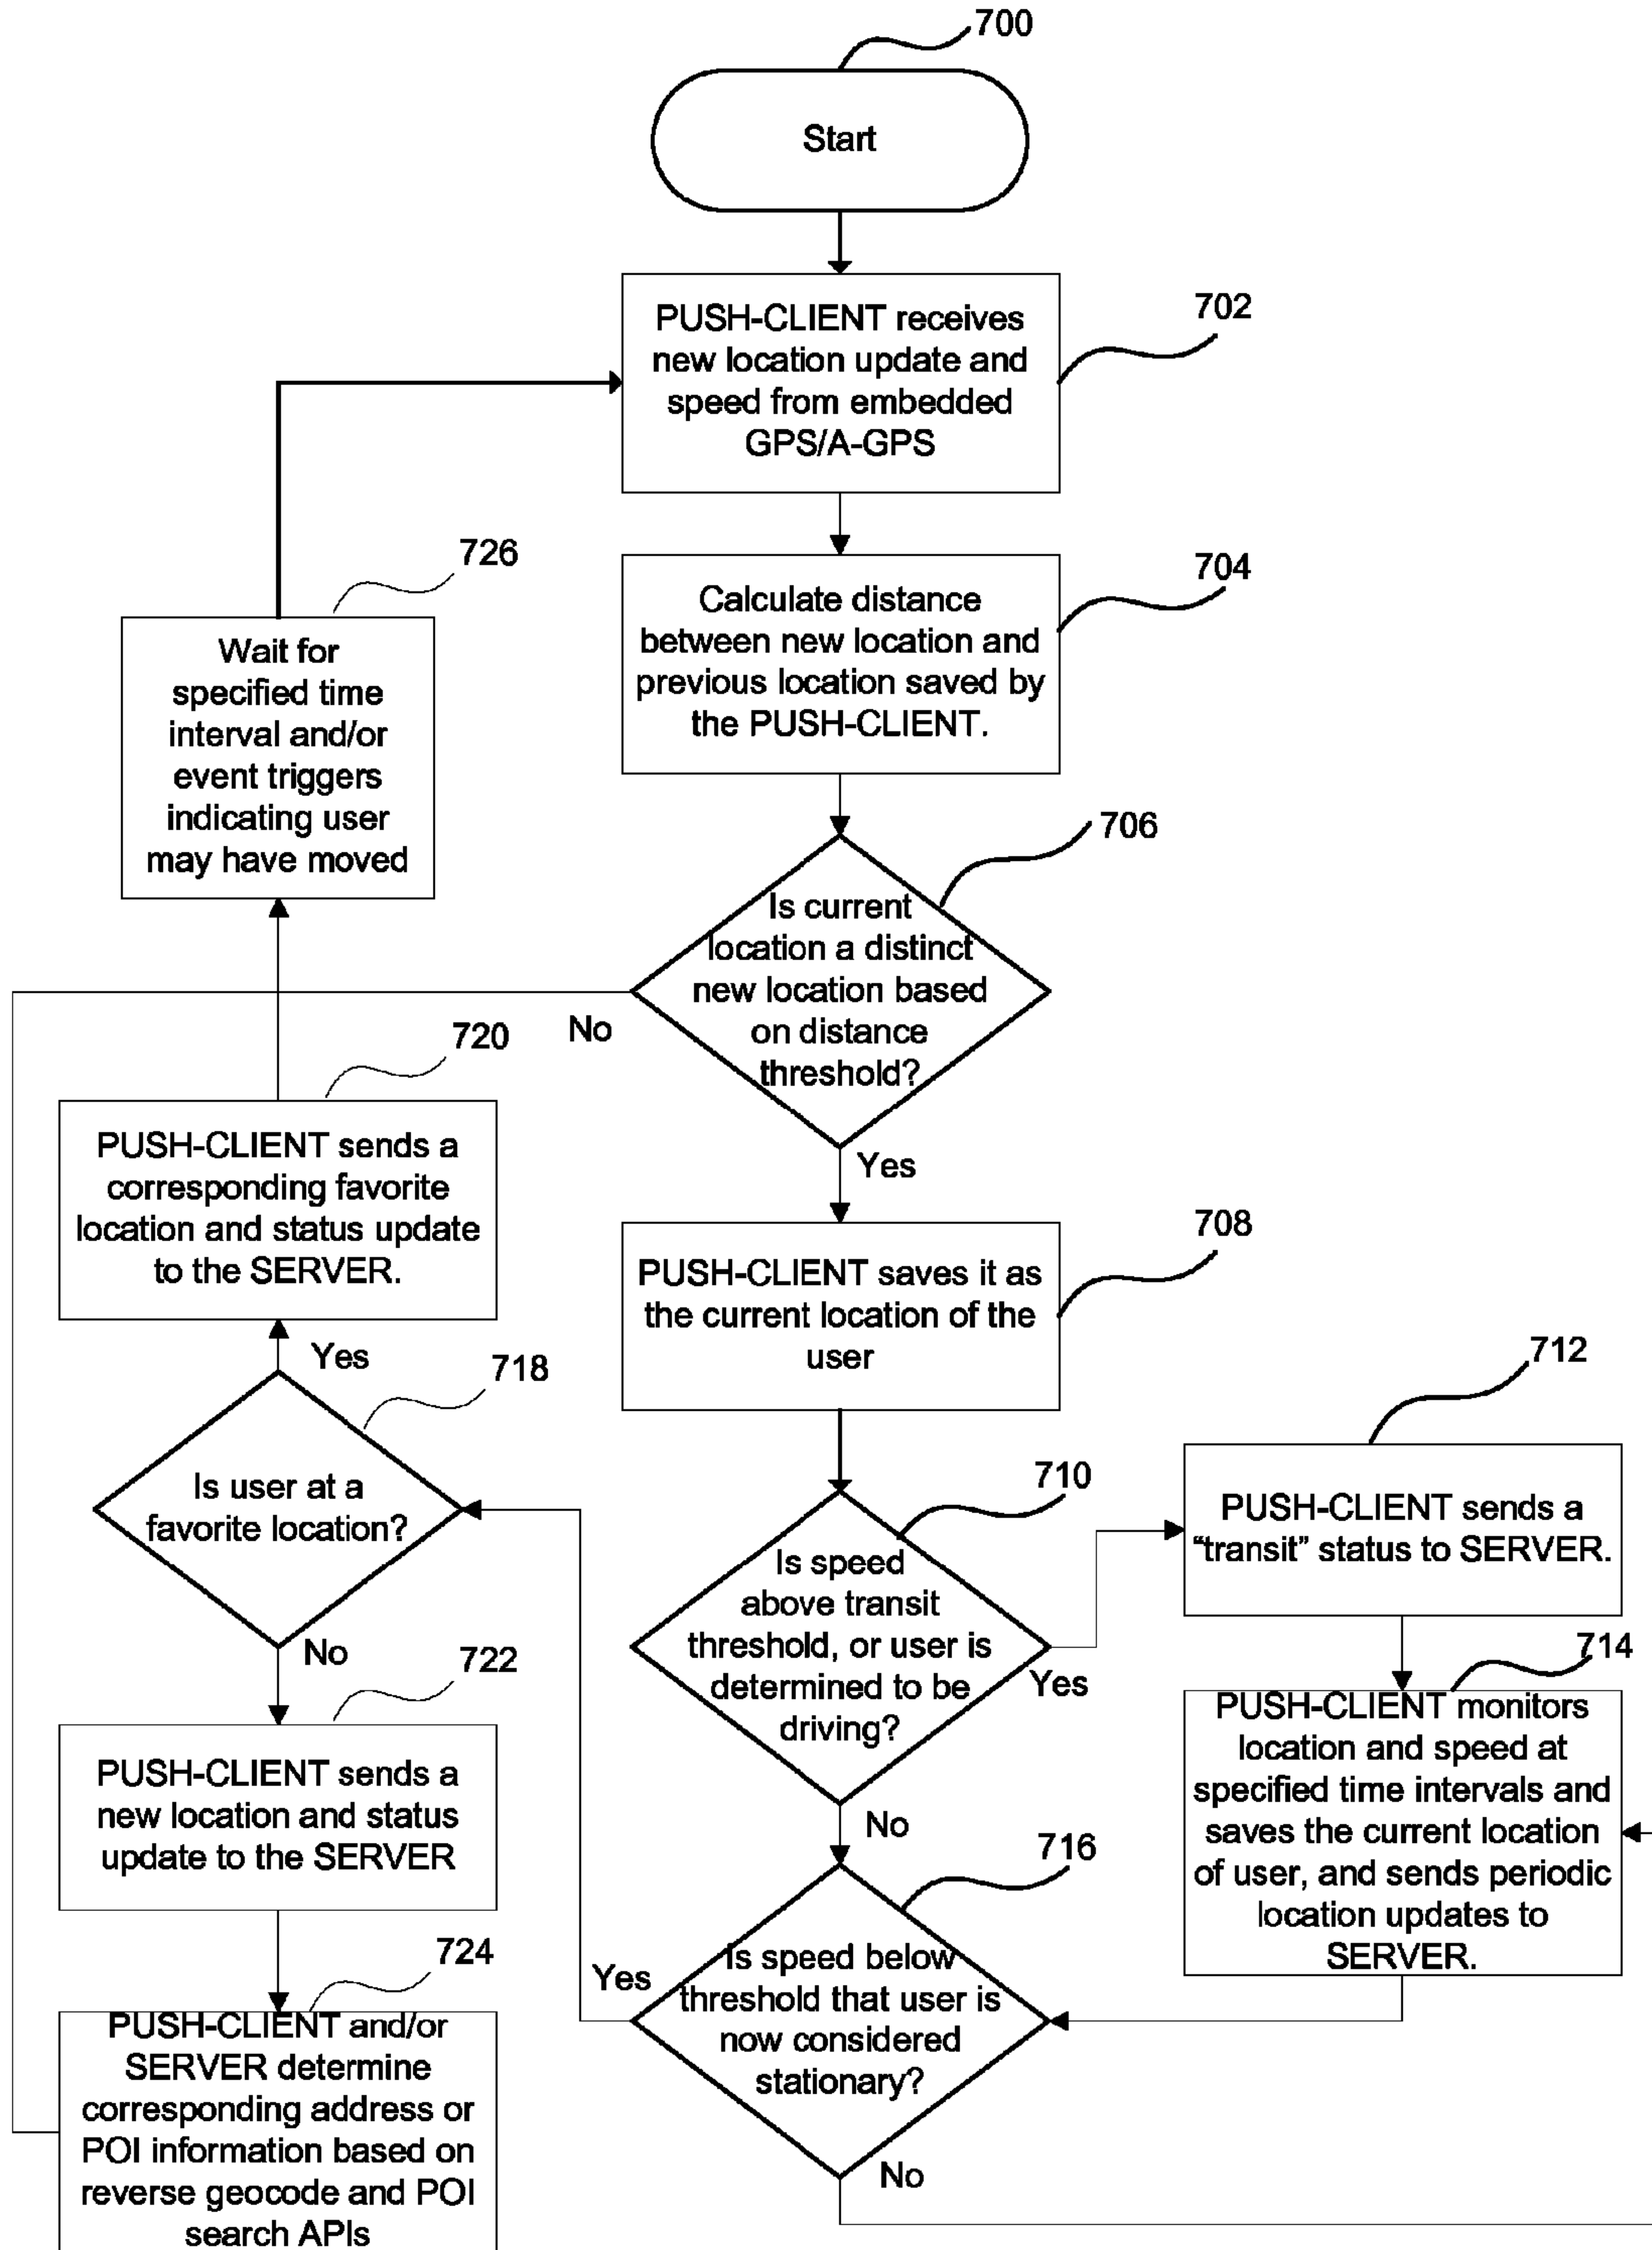 700
Start
702
PUSH-CLIENT receives
new location update and
speed from embedded
GPS/A-GPS
704
Calculate distance
between new location and
previous location saved by
the PUSH-CLIENT.
726
Wait for
specified time
interval and/or
event triggers
indicating user
may have moved
706
Is current
location a distinct
new location based
on distance
threshold?
No
Yes
720
PUSH-CLIENT sends a
corresponding favorite
location and status update
to the SERVER.
708
PUSH-CLIENT saves it as
the current location of the
user
Yes
718
Is user at a
favorite location?
No
710
Is speed
above transit
threshold, or user is
determined to be
driving?
Yes
No
712
PUSH-CLIENT sends a
“transit” status to SERVER.
714
PUSH-CLIENT monitors
location and speed at
specified time intervals and
saves the current location
of user, and sends periodic
location updates to
SERVER.
722
PUSH-CLIENT sends a
new location and status
update to the SERVER
716
Is speed below
threshold that user is
now considered
stationary?
Yes
No
724
PUSH-CLIENT and/or
SERVER determine
corresponding address or
POI information based on
reverse geocode and POI
search APIs